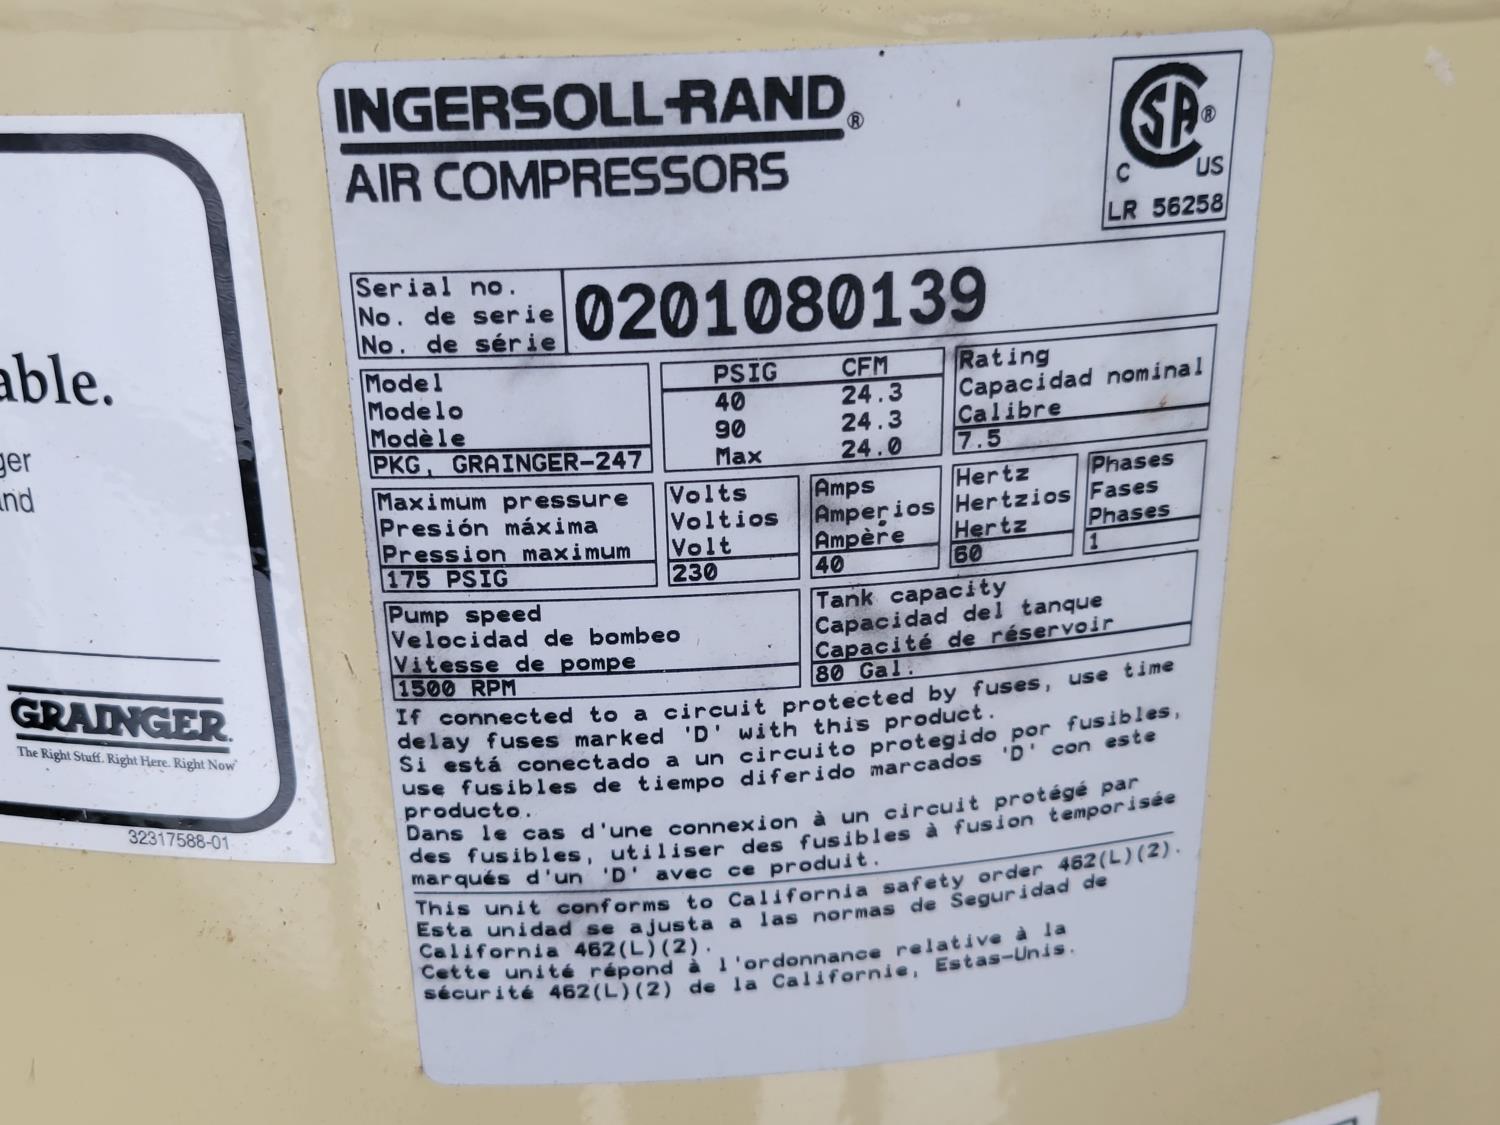 INGERSOLL-RAND®
AIR COMPRESSORS
CSA®
C US
LR 56258
Serial no.
No. de serie
No. de série
0201080139
Model
Modelo
Modèle
PKG, GRAINGER-247
PSIG CFM
40 24.3
90 24.3
Max 24.0
Rating
Capacidad nominal
Calibre
7.5
Maximum pressure
Presión máxima
Pression maximum
175 PSIG
Volts
Voltios
Volt
230
Amps
Amperios
Ampère
40
Hertz
Hertzios
Hertz
60
Phases
Fases
Phases
1
Pump speed
Velocidad de bombeo
Vitesse de pompe
1500 RPM
Tank capacity
Capacidad del tanque
Capacité de réservoir
80 Gal.
If connected to a circuit protected by fuses, use time
delay fuses marked 'D' with this product.
Si está conectado a un circuito protegido por fusibles,
use fusibles de tiempo diferido marcados 'D' con este
producto.
Dans le cas d'une connexion à un circuit protégé par
des fusibles, utiliser des fusibles à fusion temporisée
marqués d'un 'D' avec ce produit.
This unit conforms to California safety order 462(L)(2).
Esta unidad se ajusta a las normas de Seguridad de
California 462(L)(2).
Cette unité répond à l'ordonnance relative à la
sécurité 462(L)(2) de la Californie, Estas-Unis.
able.
ger
and
GRAINGER.
The Right Stuff. Right Here. Right Now
32317588-01